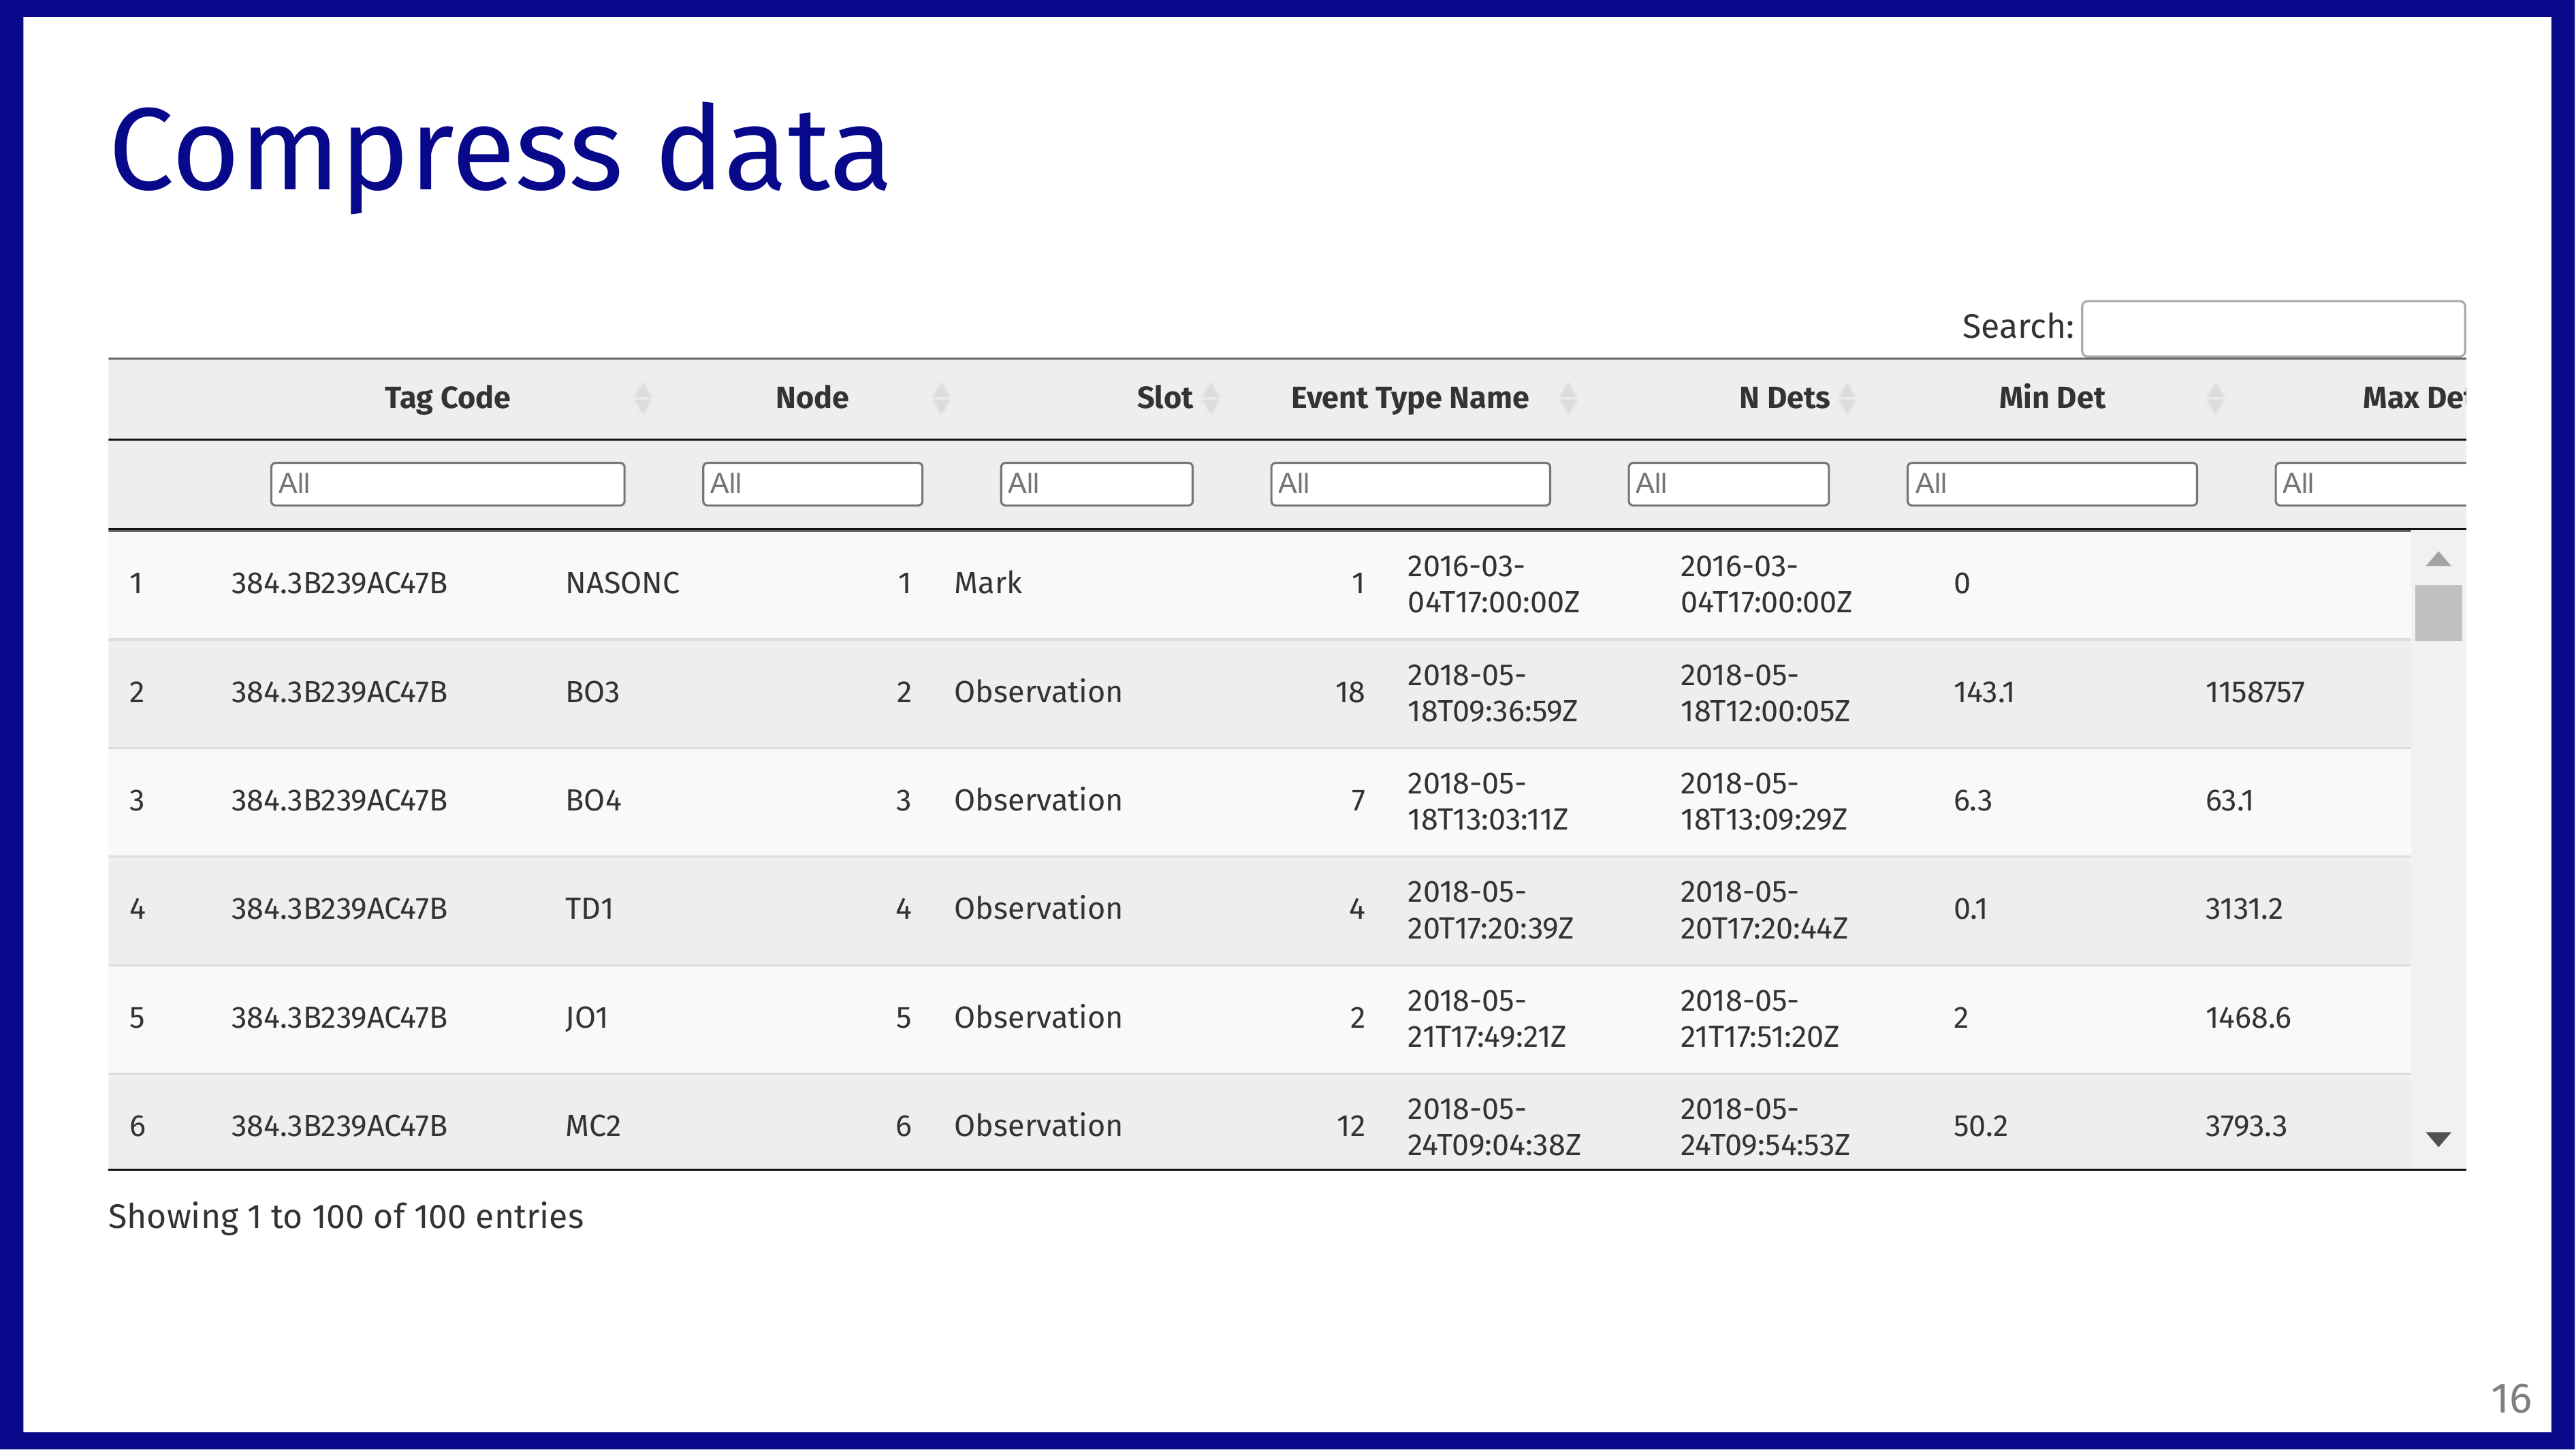 Compress data
Search:
Tag Code Node Slot Event Type Name N Dets Min Det Max Det
All All All All All All All
1 384.3B239AC47B NASONC 1 Mark 1 2016-03-04T17:00:00Z 2016-03-04T17:00:00Z 0
2 384.3B239AC47B BO3 2 Observation 18 2018-05-18T09:36:59Z 2018-05-18T12:00:05Z 143.1 1158757
3 384.3B239AC47B BO4 3 Observation 7 2018-05-18T13:03:11Z 2018-05-18T13:09:29Z 6.3 63.1
4 384.3B239AC47B TD1 4 Observation 4 2018-05-20T17:20:39Z 2018-05-20T17:20:44Z 0.1 3131.2
5 384.3B239AC47B JO1 5 Observation 2 2018-05-21T17:49:21Z 2018-05-21T17:51:20Z 2 1468.6
6 384.3B239AC47B MC2 6 Observation 12 2018-05-24T09:04:38Z 2018-05-24T09:54:53Z 50.2 3793.3
Showing 1 to 100 of 100 entries
16